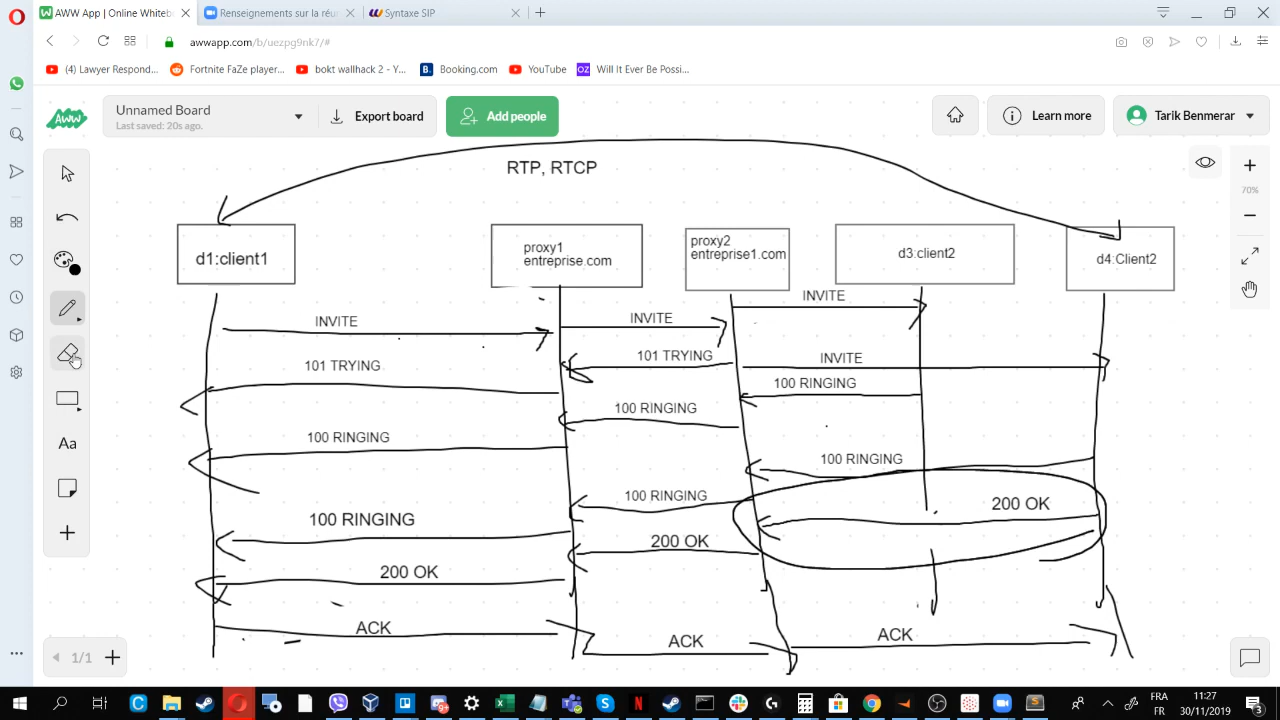 AWW App | Online Whiteb
Renseignements sur la réu
Syntaxe SIP
awwapp.com/b/uezpg9nk7/#
(4) Lawyer Respond...
Fortnite FaZe player...
bokt wallhack 2 - Y...
Booking.com
YouTube
Will It Ever Be Possi...
AWW
Unnamed Board
Last saved: 20s ago.
Export board
Add people
Learn more
Tarik Benmerar
RTP, RTCP
70%
d1:client1
proxy1
entreprise.com
proxy2
entreprise1.com
d3:client2
d4:Client2
INVITE
INVITE
INVITE
101 TRYING
101 TRYING
INVITE
100 RINGING
100 RINGING
100 RINGING
100 RINGING
100 RINGING
200 OK
100 RINGING
200 OK
200 OK
ACK
ACK
ACK
Aa
1/1
FRA
FR
11:27
30/11/2019
3